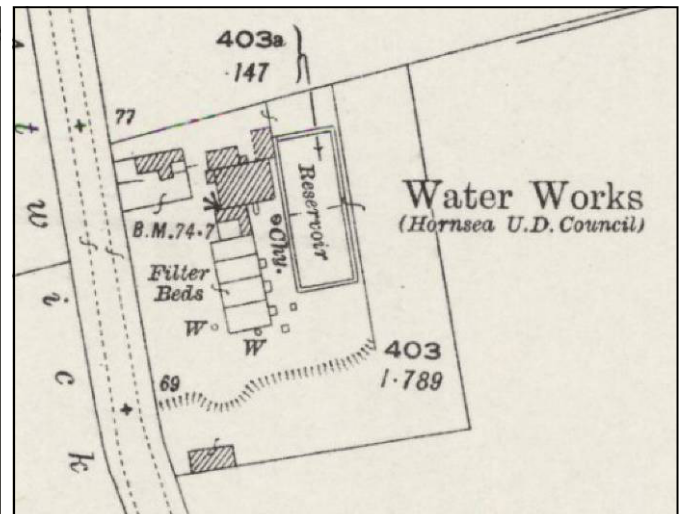 403a
·147
77
t
w
i
c
k
B.M.74·7
Chy.
Reservoir
Water Works
(Hornsea U.D. Council)
Filter
Beds
W
W
69
403
1·789